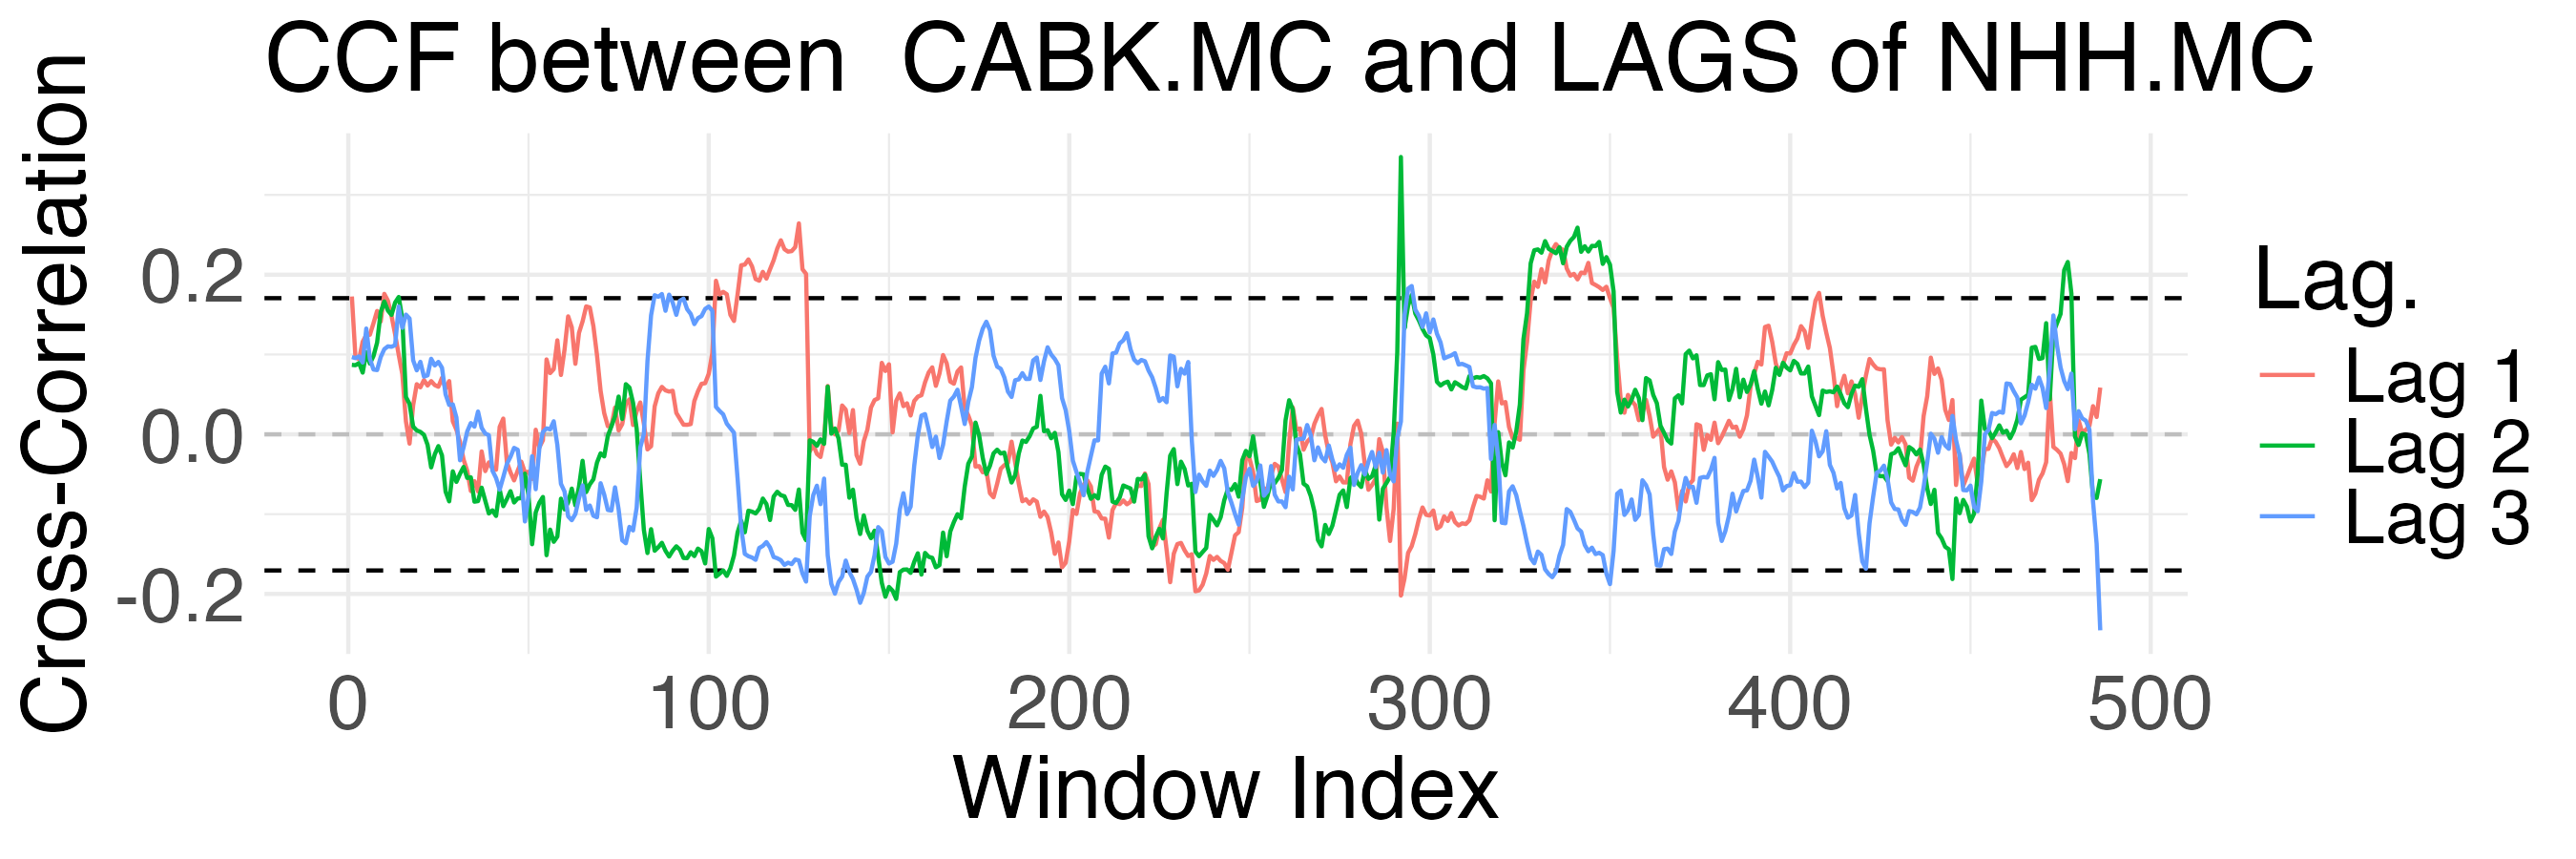 CCF between  CABK.MC and LAGS of NHH.MC
Cross-Correlation
0.2
0.0
-0.2
0 100 200 300 400 500
Window Index
Lag.
Lag 1
Lag 2
Lag 3